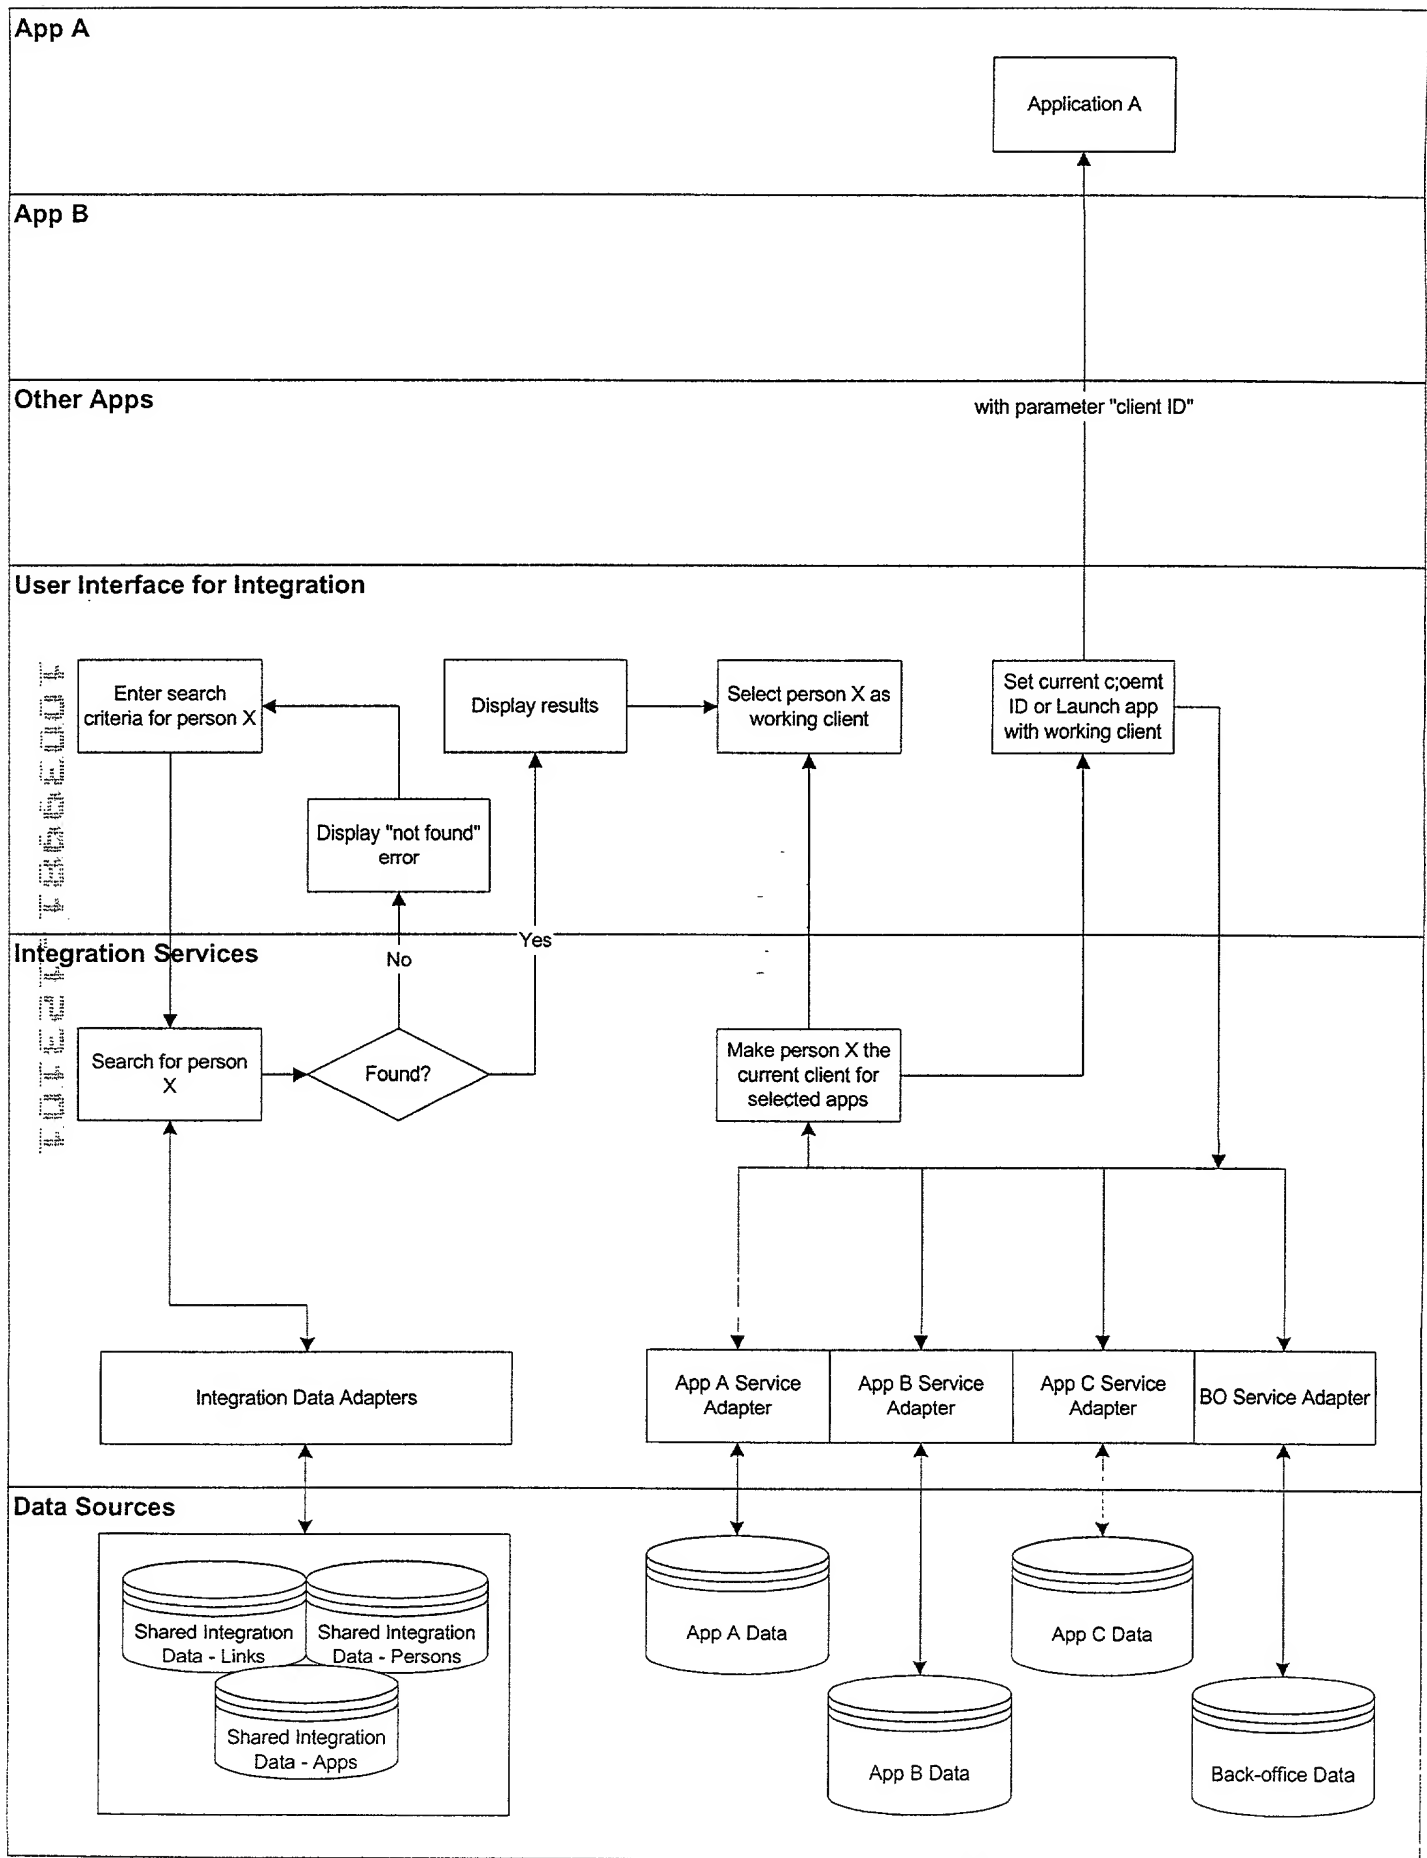 App A
Application A
App B
Other Apps
with parameter "client ID"
User Interface for Integration
Enter search
criteria for person X
Display results
Select person X as
working client
Set current c;oemt
ID or Launch app
with working client
Display "not found"
error
Yes
Integration Services
No
Search for person
X
Found?
Make person X the
current client for
selected apps
Integration Data Adapters
App A Service
Adapter
App B Service
Adapter
App C Service
Adapter
BO Service Adapter
Data Sources
Shared Integration
Data - Links
Shared Integration
Data - Persons
Shared Integration
Data - Apps
App A Data
App B Data
App C Data
Back-office Data